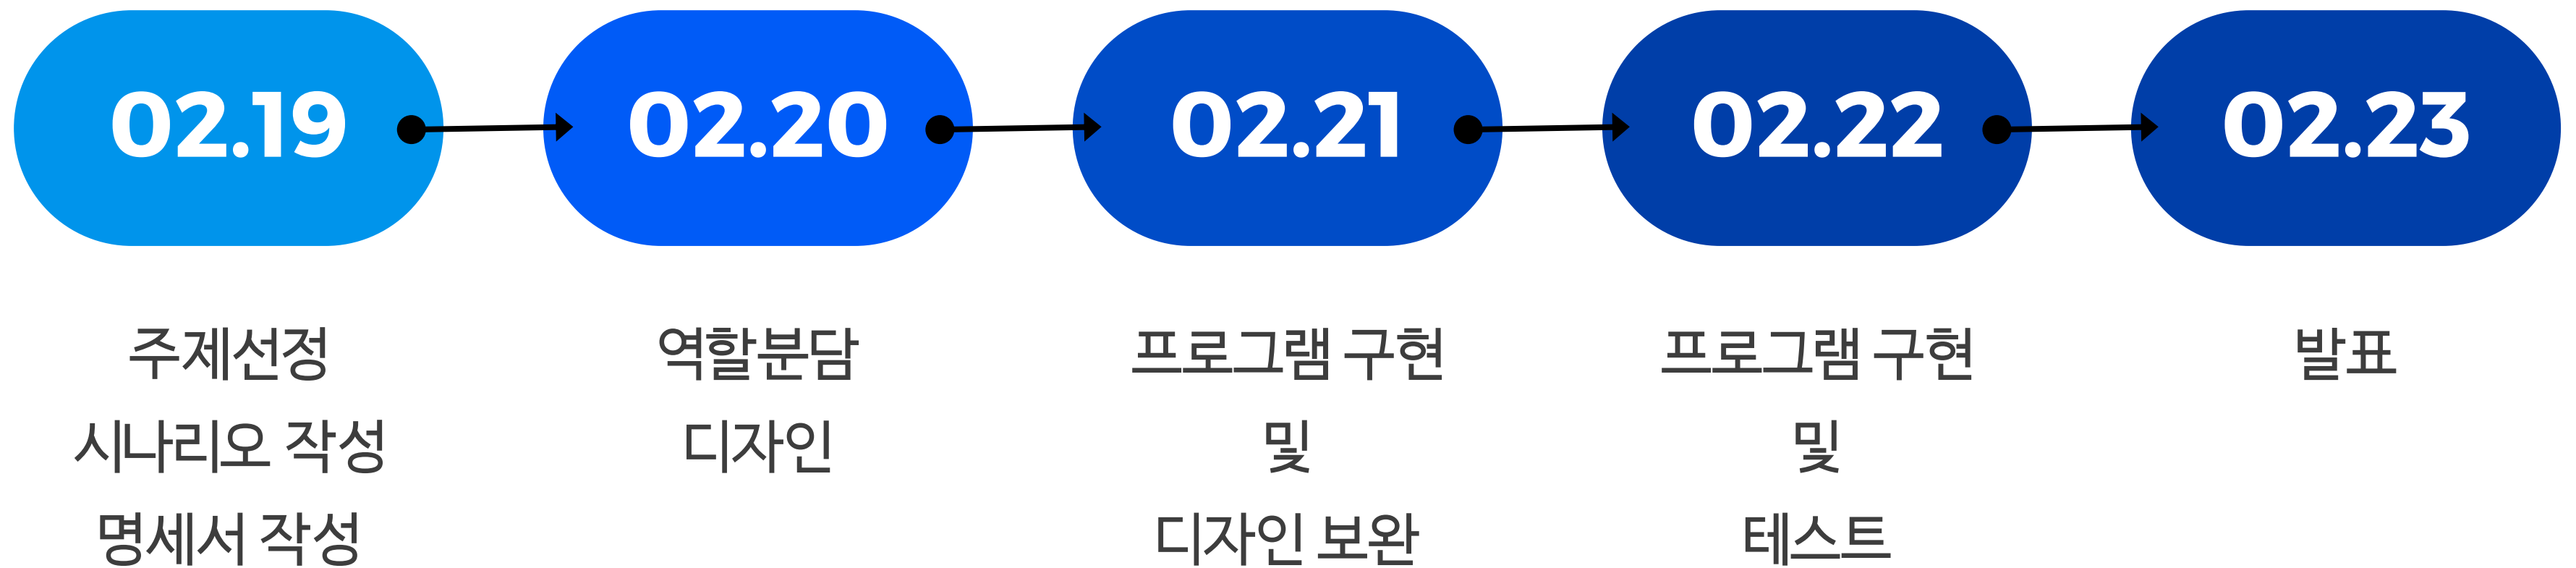 02.19
02.20
02.21
02.22
02.23
주제선정
시나리오 작성
명세서 작성
역할분담
디자인
프로그램 구현
및
디자인 보완
프로그램 구현
및
테스트
발표